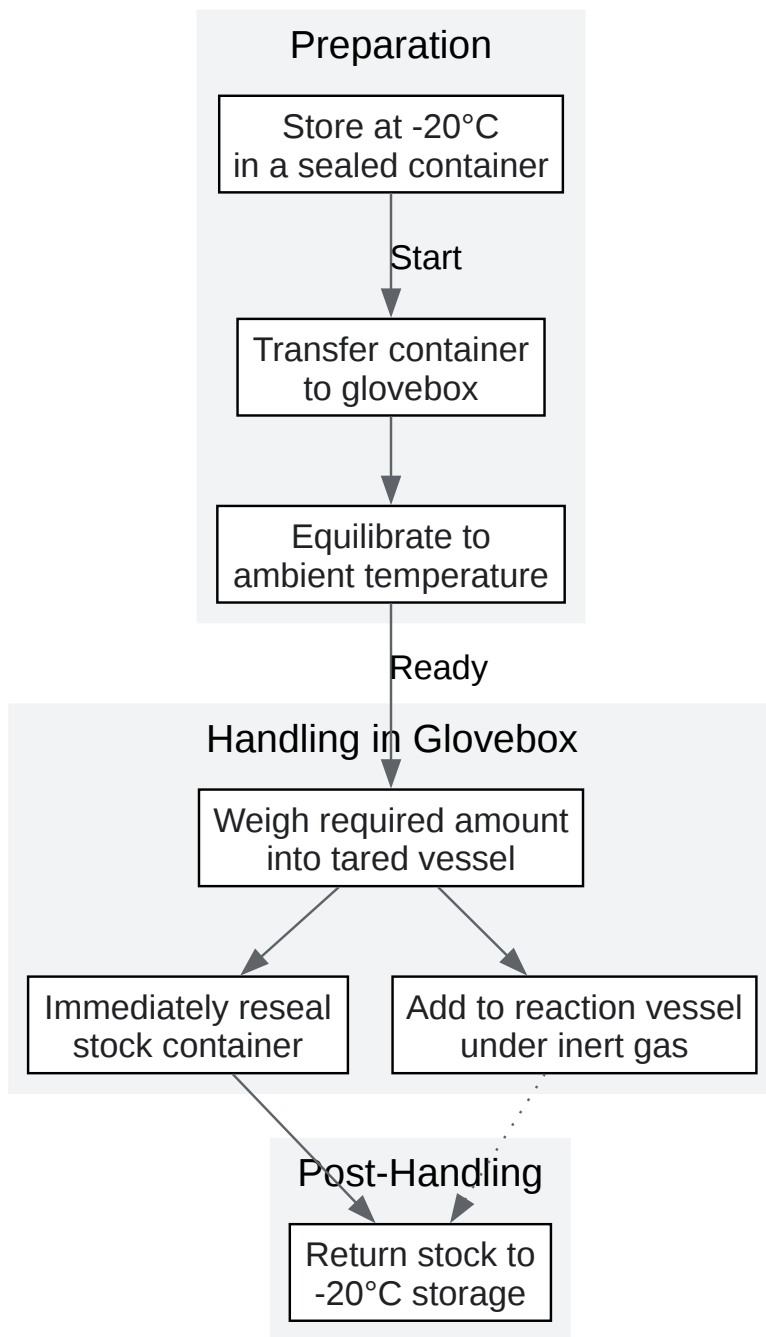 Preparation
Store at -20°C
in a sealed container
Start
Transfer container
to glovebox
Equilibrate to
ambient temperature
Ready
Handling in Glovebox
Weigh required amount
into tared vessel
Immediately reseal
stock container
Add to reaction vessel
under inert gas
Post-Handling
Return stock to
-20°C storage